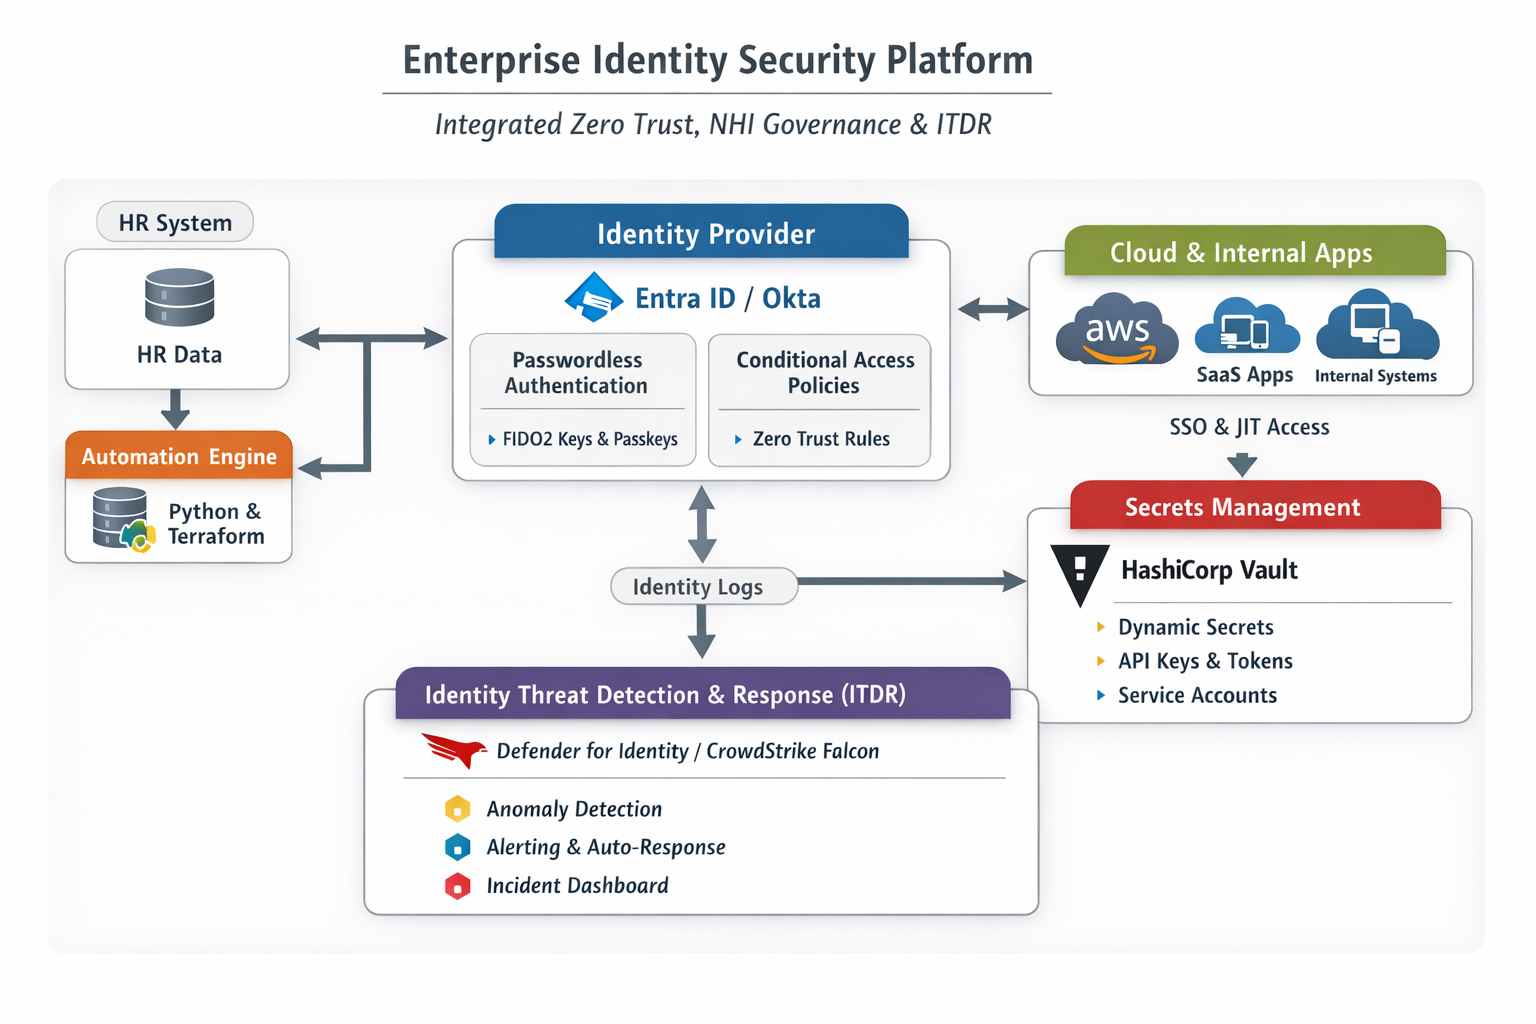 Enterprise Identity Security Platform
Integrated Zero Trust, NHI Governance & ITDR
HR System
HR Data
Automation Engine
Python &
Terraform
Identity Provider
Entra ID / Okta
Passwordless
Authentication
FIDO2 Keys & Passkeys
Conditional Access
Policies
Zero Trust Rules
Cloud & Internal Apps
aws
SaaS Apps
Internal Systems
SSO & JIT Access
Secrets Management
HashiCorp Vault
Dynamic Secrets
API Keys & Tokens
Service Accounts
Identity Logs
Identity Threat Detection & Response (ITDR)
Defender for Identity / CrowdStrike Falcon
Anomaly Detection
Alerting & Auto-Response
Incident Dashboard